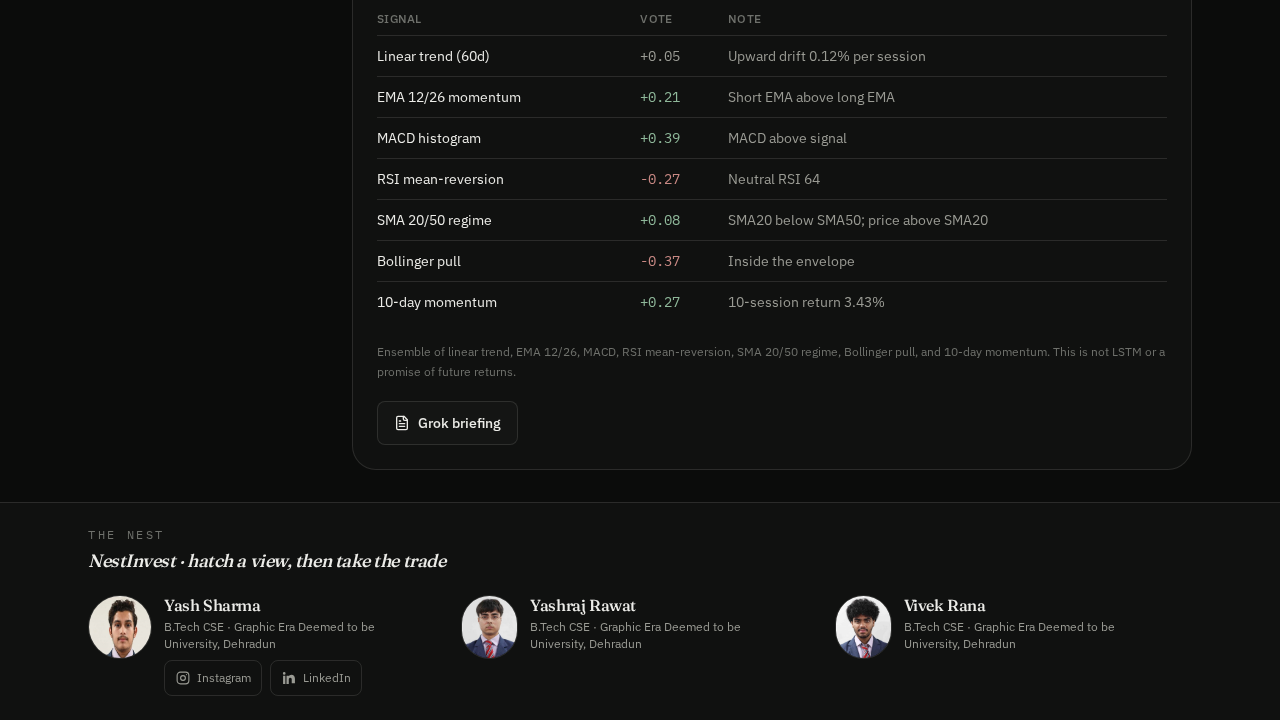 SIGNAL VOTE NOTE
Linear trend (60d) +0.05 Upward drift 0.12% per session
EMA 12/26 momentum +0.21 Short EMA above long EMA
MACD histogram +0.39 MACD above signal
RSI mean-reversion -0.27 Neutral RSI 64
SMA 20/50 regime +0.08 SMA20 below SMA50; price above SMA20
Bollinger pull -0.37 Inside the envelope
10-day momentum +0.27 10-session return 3.43%
Ensemble of linear trend, EMA 12/26, MACD, RSI mean-reversion, SMA 20/50 regime, Bollinger pull, and 10-day momentum. This is not LSTM or a
promise of future returns.
Grok briefing
THE NEST
NestInvest · hatch a view, then take the trade
Yash Sharma
B.Tech CSE · Graphic Era Deemed to be
University, Dehradun
Instagram LinkedIn
Yashraj Rawat
B.Tech CSE · Graphic Era Deemed to be
University, Dehradun
Vivek Rana
B.Tech CSE · Graphic Era Deemed to be
University, Dehradun